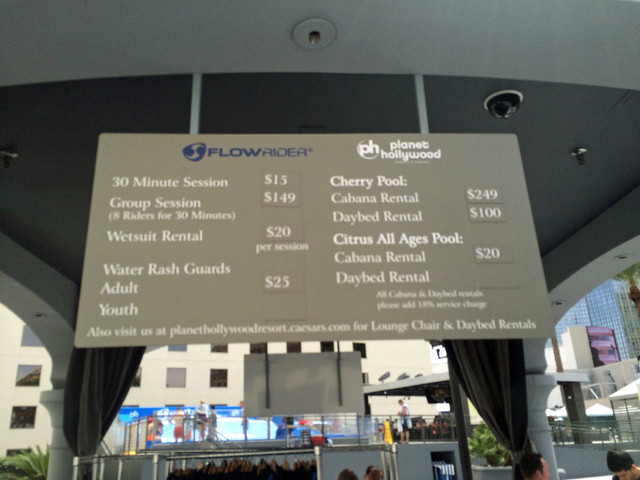 FLOWRIDER®
30 Minute Session $15
Group Session $149
(8 Riders for 30 Minutes)
Wetsuit Rental $20
per session
Water Rash Guards
Adult $25
Youth
ph planet
hollywood
Cherry Pool:
Cabana Rental $249
Daybed Rental $100
Citrus All Ages Pool:
Cabana Rental $20
Daybed Rental
All Cabana & Daybed rentals
please add 18% service charge
Also visit us at planethollywoodresort.caesars.com for Lounge Chair & Daybed Rentals